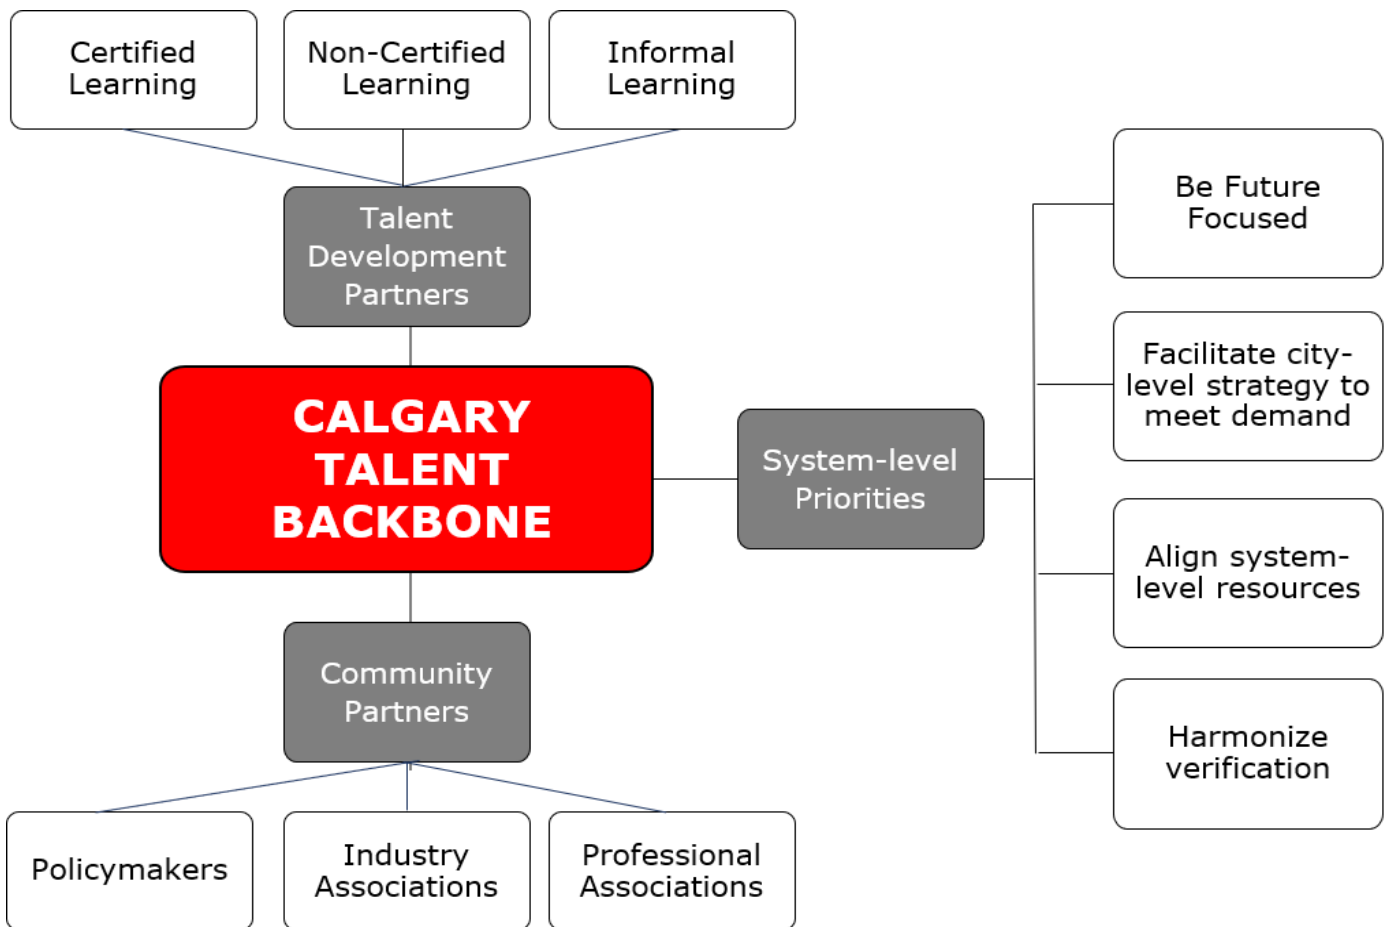 Certified
Learning
Non-Certified
Learning
Informal
Learning
Talent
Development
Partners
CALGARY
TALENT
BACKBONE
System-level
Priorities
Be Future
Focused
Facilitate city-
level strategy to
meet demand
Align system-
level resources
Harmonize
verification
Community
Partners
Policymakers
Industry
Associations
Professional
Associations